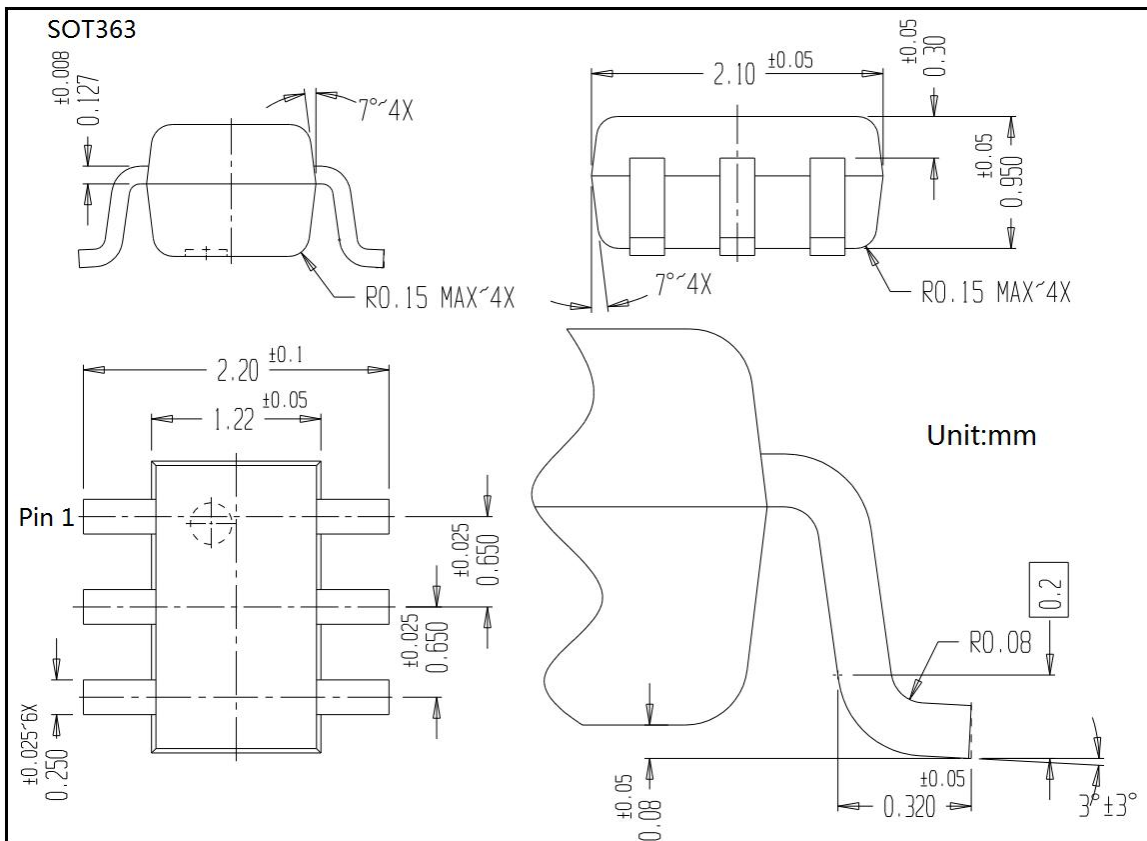 SOT363
±0.008
0.127
7°~4X
R0.15 MAX~4X
2.10 ±0.05
±0.05
0.30
±0.05
0.950
7°~4X
R0.15 MAX~4X
2.20 ±0.1
1.22 ±0.05
Pin 1
±0.025
0.650
±0.025
0.650
±0.025~6X
0.250
Unit:mm
0.2
R0.08
±0.05
0.08
±0.05
0.320
3°±3°